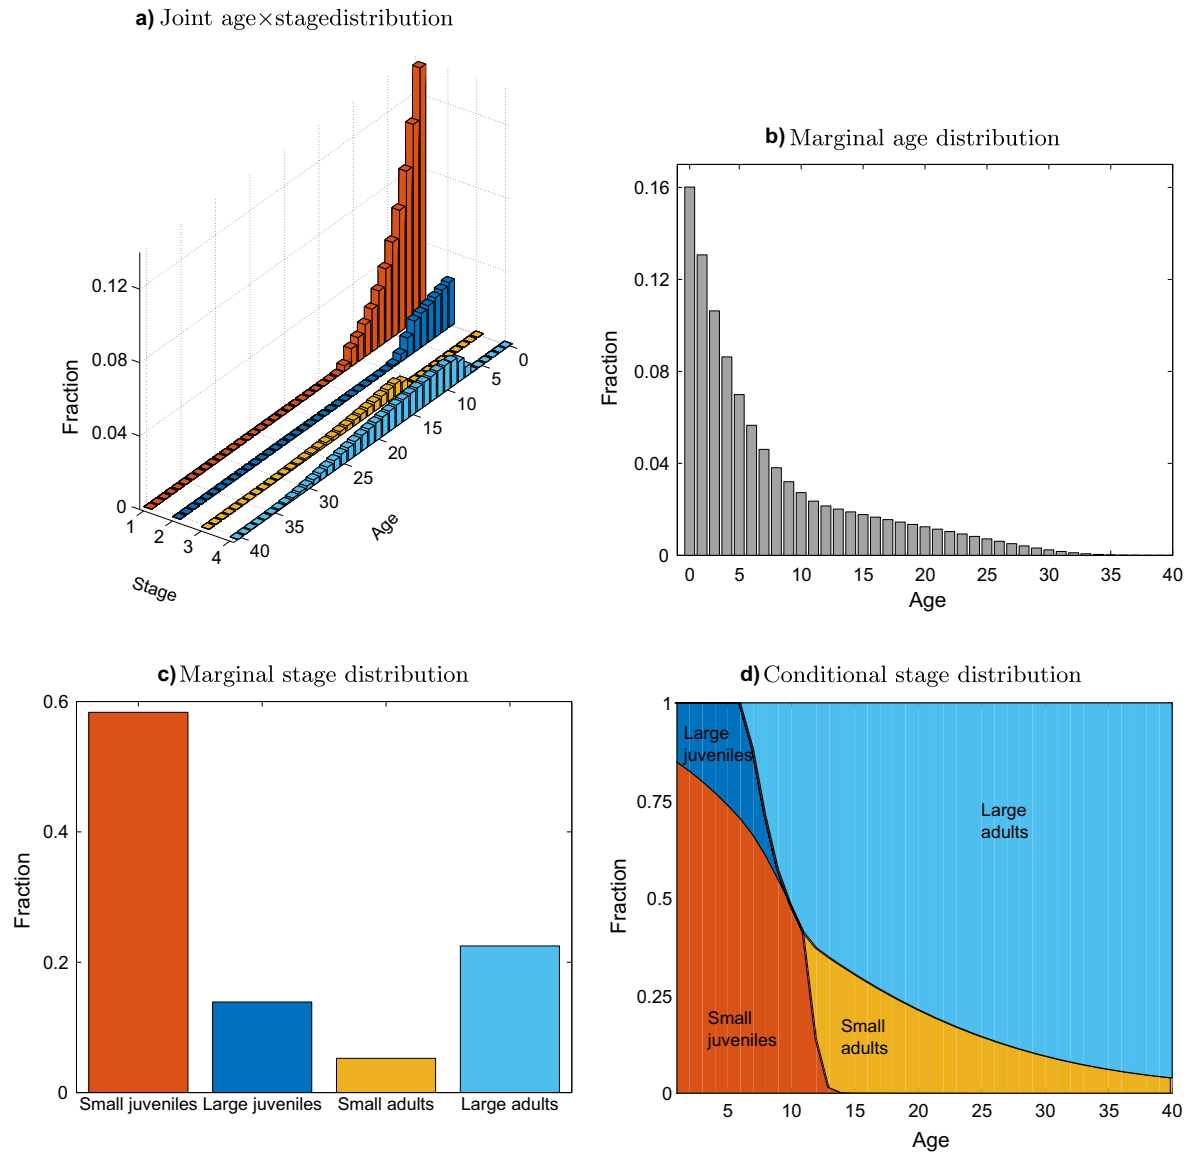 a) Joint age×stagedistribution
0.12
0.08
0.04
0
Fraction
1
2
3
4
Stage
0
5
10
15
20
25
30
35
40
Age
b) Marginal age distribution
0.16
0.12
0.08
0.04
0
Fraction
0 5 10 15 20 25 30 35 40
Age
c) Marginal stage distribution
0.6
0.4
0.2
0
Fraction
Small juveniles Large juveniles Small adults Large adults
d) Conditional stage distribution
1
0.75
0.5
0.25
0
Fraction
Large
juveniles
Large
adults
Small
juveniles
Small
adults
5 10 15 20 25 30 35 40
Age